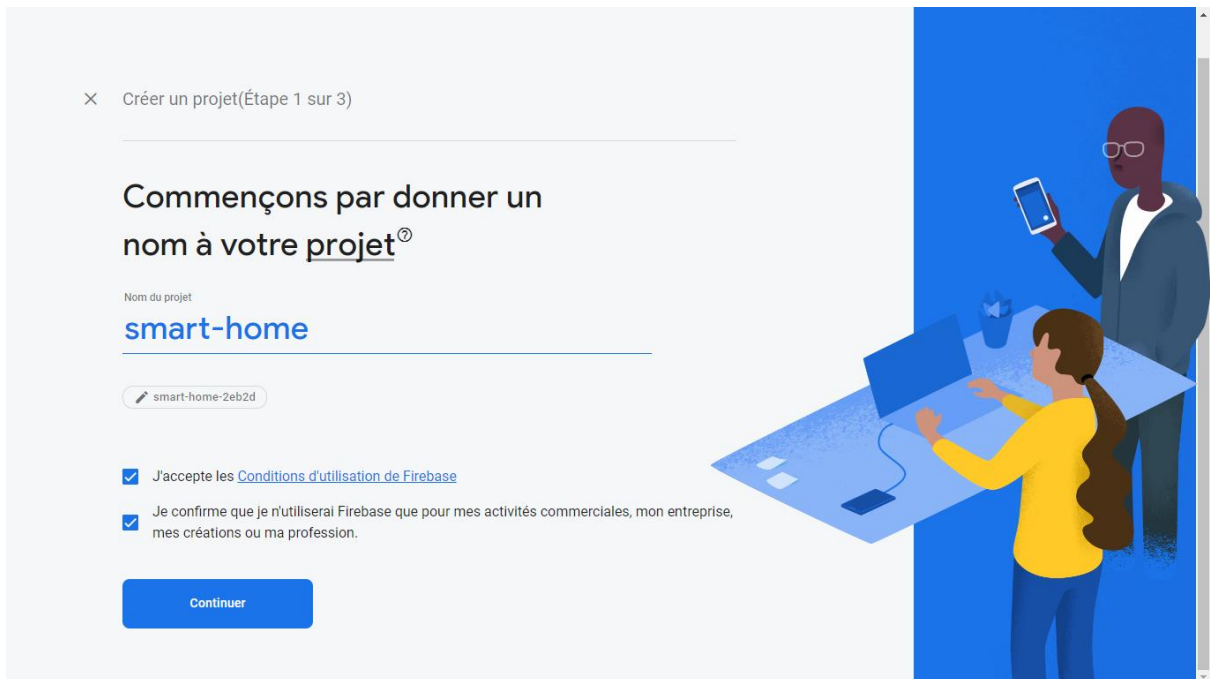 Créer un projet(Étape 1 sur 3)
Commençons par donner un
nom à votre projet
Nom du projet
smart-home
smart-home-2eb2d
J'accepte les Conditions d'utilisation de Firebase
Je confirme que je n'utiliserai Firebase que pour mes activités commerciales, mon entreprise,
mes créations ou ma profession.
Continuer